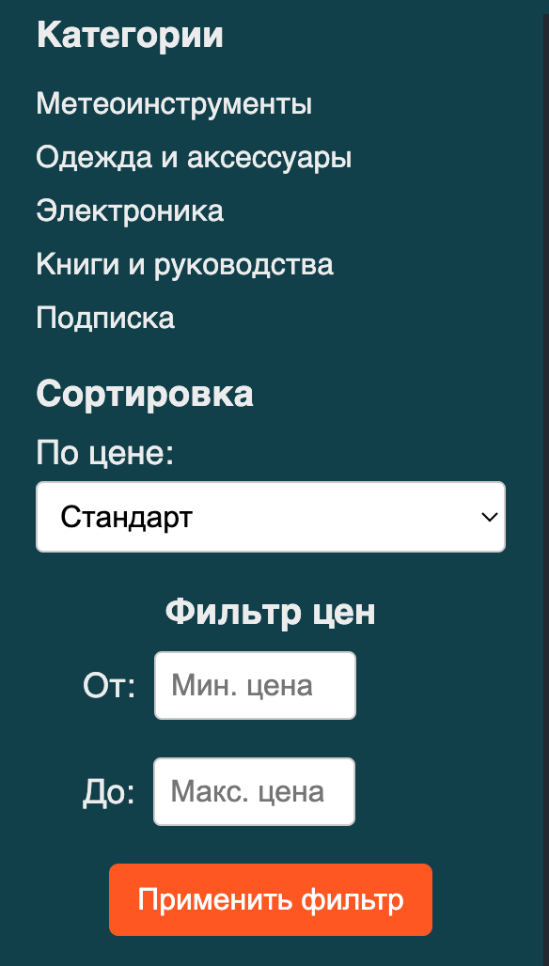 Категории
Метеоинструменты
Одежда и аксессуары
Электроника
Книги и руководства
Подписка
Сортировка
По цене:
Стандарт
Фильтр цен
От: Мин. цена
До: Макс. цена
Применить фильтр